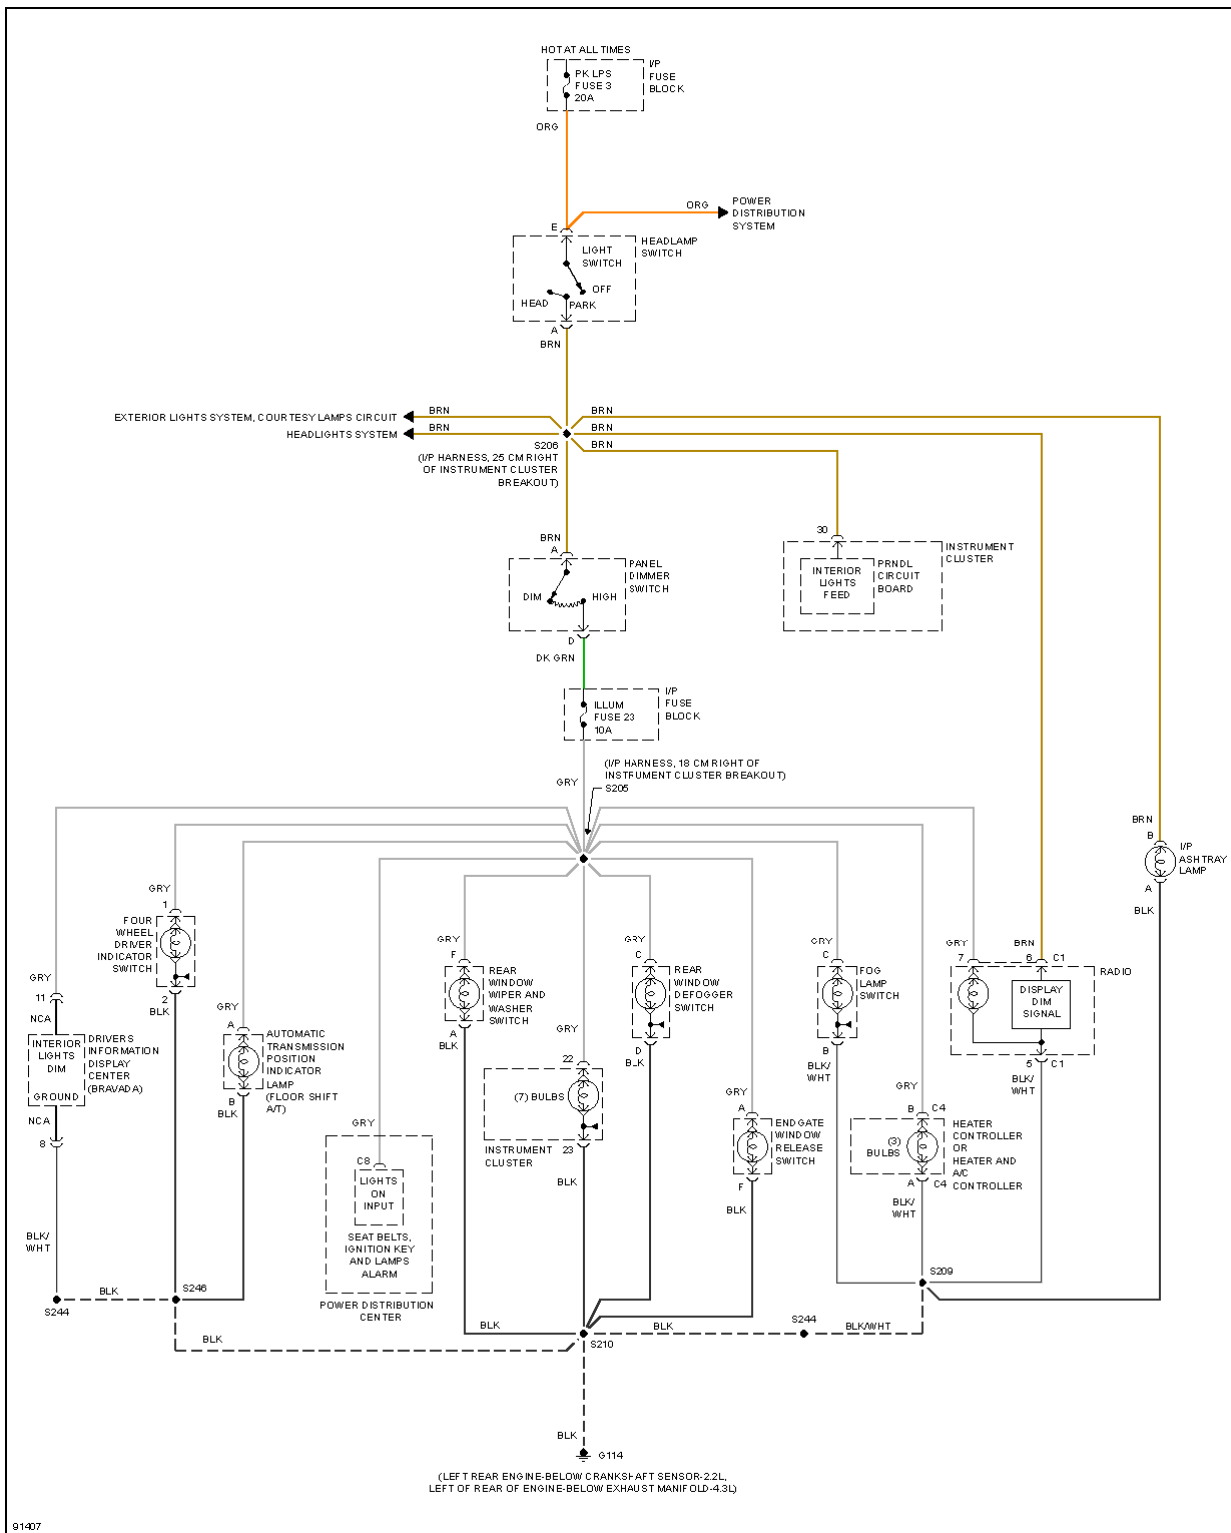 HOT AT ALL TIMES
PK LPS
FUSE 3
20A
I/P
FUSE
BLOCK
ORG
ORG
POWER
DISTRIBUTION
SYSTEM
E
LIGHT
SWITCH
HEADLAMP
SWITCH
OFF
HEAD
PARK
A
BRN
EXTERIOR LIGHTS SYSTEM, COURTESY LAMPS CIRCUIT
BRN
BRN
HEADLIGHTS SYSTEM
BRN
BRN
BRN
S206
(I/P HARNESS, 25 CM RIGHT
OF INSTRUMENT CLUSTER
BREAKOUT)
BRN
A
PANEL
DIMMER
SWITCH
DIM
HIGH
D
DK GRN
30
INTERIOR
LIGHTS
FEED
PRNDL
CIRCUIT
BOARD
INSTRUMENT
CLUSTER
ILLUM
FUSE 23
10A
I/P
FUSE
BLOCK
GRY
(I/P HARNESS, 18 CM RIGHT OF
INSTRUMENT CLUSTER BREAKOUT)
S205
BRN
B
I/P
ASHTRAY
LAMP
A
BLK
GRY
1
FOUR
WHEEL
DRIVER
INDICATOR
SWITCH
2
BLK
GRY
11
NCA
INTERIOR
LIGHTS
DIM
GROUND
DRIVERS
INFORMATION
DISPLAY
CENTER
(BRAVADA)
NCA
8
BLK/
WHT
GRY
A
AUTOMATIC
TRANSMISSION
POSITION
INDICATOR
LAMP
(FLOOR SHIFT
A/T)
B
BLK
GRY
F
REAR
WINDOW
WIPER AND
WASHER
SWITCH
A
BLK
GRY
C
REAR
WINDOW
DEFOGGER
SWITCH
D
BLK
GRY
C
FOG
LAMP
SWITCH
B
BLK/
WHT
GRY
7
BRN
6 C1
RADIO
DISPLAY
DIM
SIGNAL
5 C1
BLK/
WHT
GRY
22
(7) BULBS
INSTRUMENT
CLUSTER
23
BLK
GRY
A
ENDGATE
WINDOW
RELEASE
SWITCH
F
BLK
GRY
B C4
(3)
BULBS
HEATER
CONTROLLER
OR
HEATER AND
A/C
CONTROLLER
A C4
BLK/
WHT
GRY
C8
LIGHTS
ON
INPUT
SEAT BELTS,
IGNITION KEY
AND LAMPS
ALARM
POWER DISTRIBUTION
CENTER
S244
BLK
S246
BLK
BLK
S210
BLK
S244
BLK/WHT
S209
BLK
G114
(LEFT REAR ENGINE-BELOW CRANKSHAFT SENSOR-2.2L,
LEFT OF REAR OF ENGINE-BELOW EXHAUST MANIFOLD-4.3L)
91407